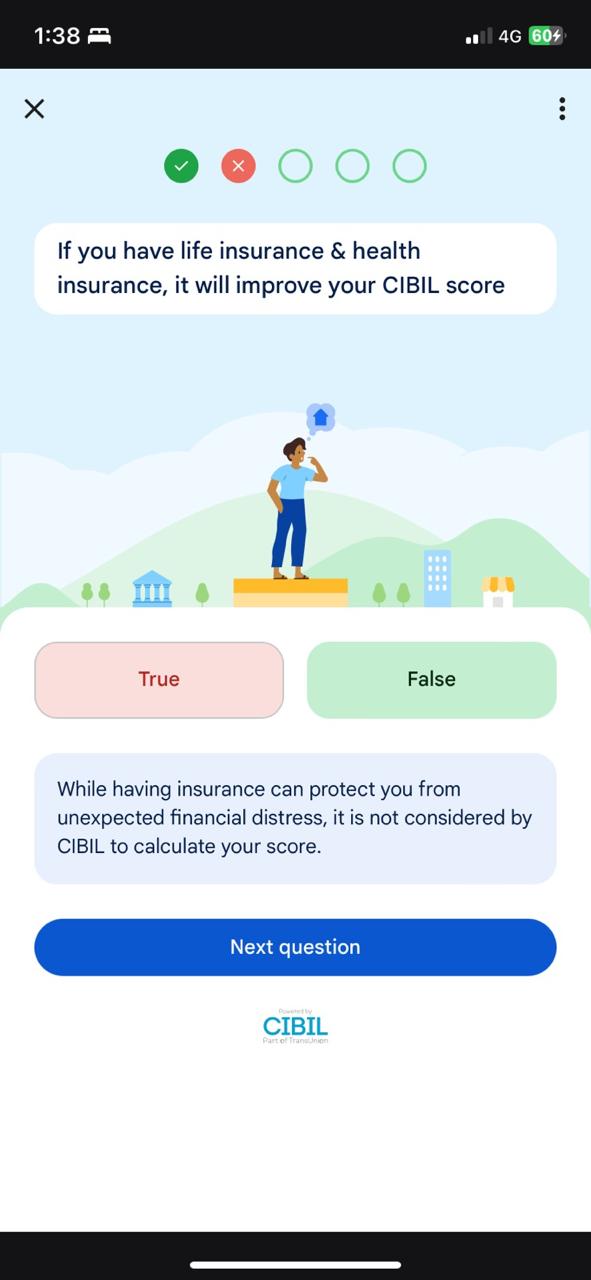 1:38
4G 60
If you have life insurance & health
insurance, it will improve your CIBIL score
True
False
While having insurance can protect you from
unexpected financial distress, it is not considered by
CIBIL to calculate your score.
Next question
Powered by
CIBIL
Part of TransUnion